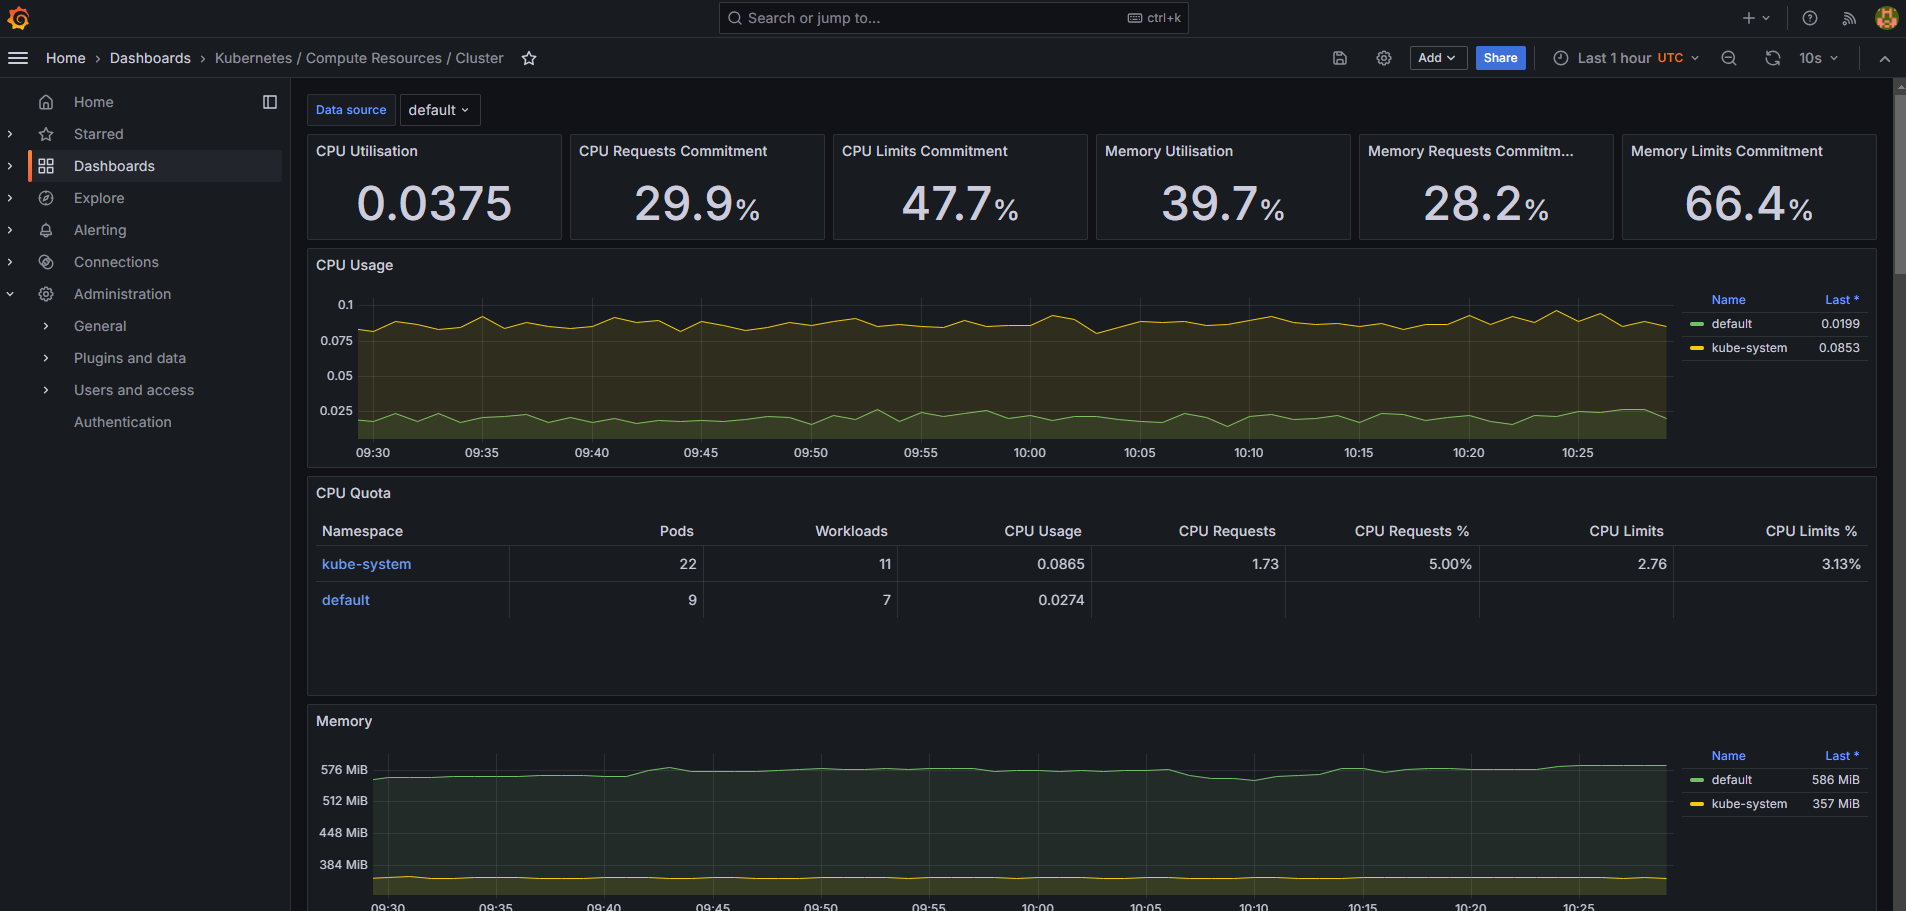 Search or jump to... ctrl+k
Home › Dashboards › Kubernetes / Compute Resources / Cluster
Add Share Last 1 hour UTC 10s
Home
Starred
Dashboards
Explore
Alerting
Connections
Administration
General
Plugins and data
Users and access
Authentication
Data source default
CPU Utilisation
0.0375
CPU Requests Commitment
29.9%
CPU Limits Commitment
47.7%
Memory Utilisation
39.7%
Memory Requests Commitm...
28.2%
Memory Limits Commitment
66.4%
CPU Usage
0.1
0.075
0.05
0.025
09:30 09:35 09:40 09:45 09:50 09:55 10:00 10:05 10:10 10:15 10:20 10:25
Name Last *
default 0.0199
kube-system 0.0853
CPU Quota
Namespace Pods Workloads CPU Usage CPU Requests CPU Requests % CPU Limits CPU Limits %
kube-system 22 11 0.0865 1.73 5.00% 2.76 3.13%
default 9 7 0.0274
Memory
576 MiB
512 MiB
448 MiB
384 MiB
09:30 09:35 09:40 09:45 09:50 09:55 10:00 10:05 10:10 10:15 10:20 10:25
Name Last *
default 586 MiB
kube-system 357 MiB